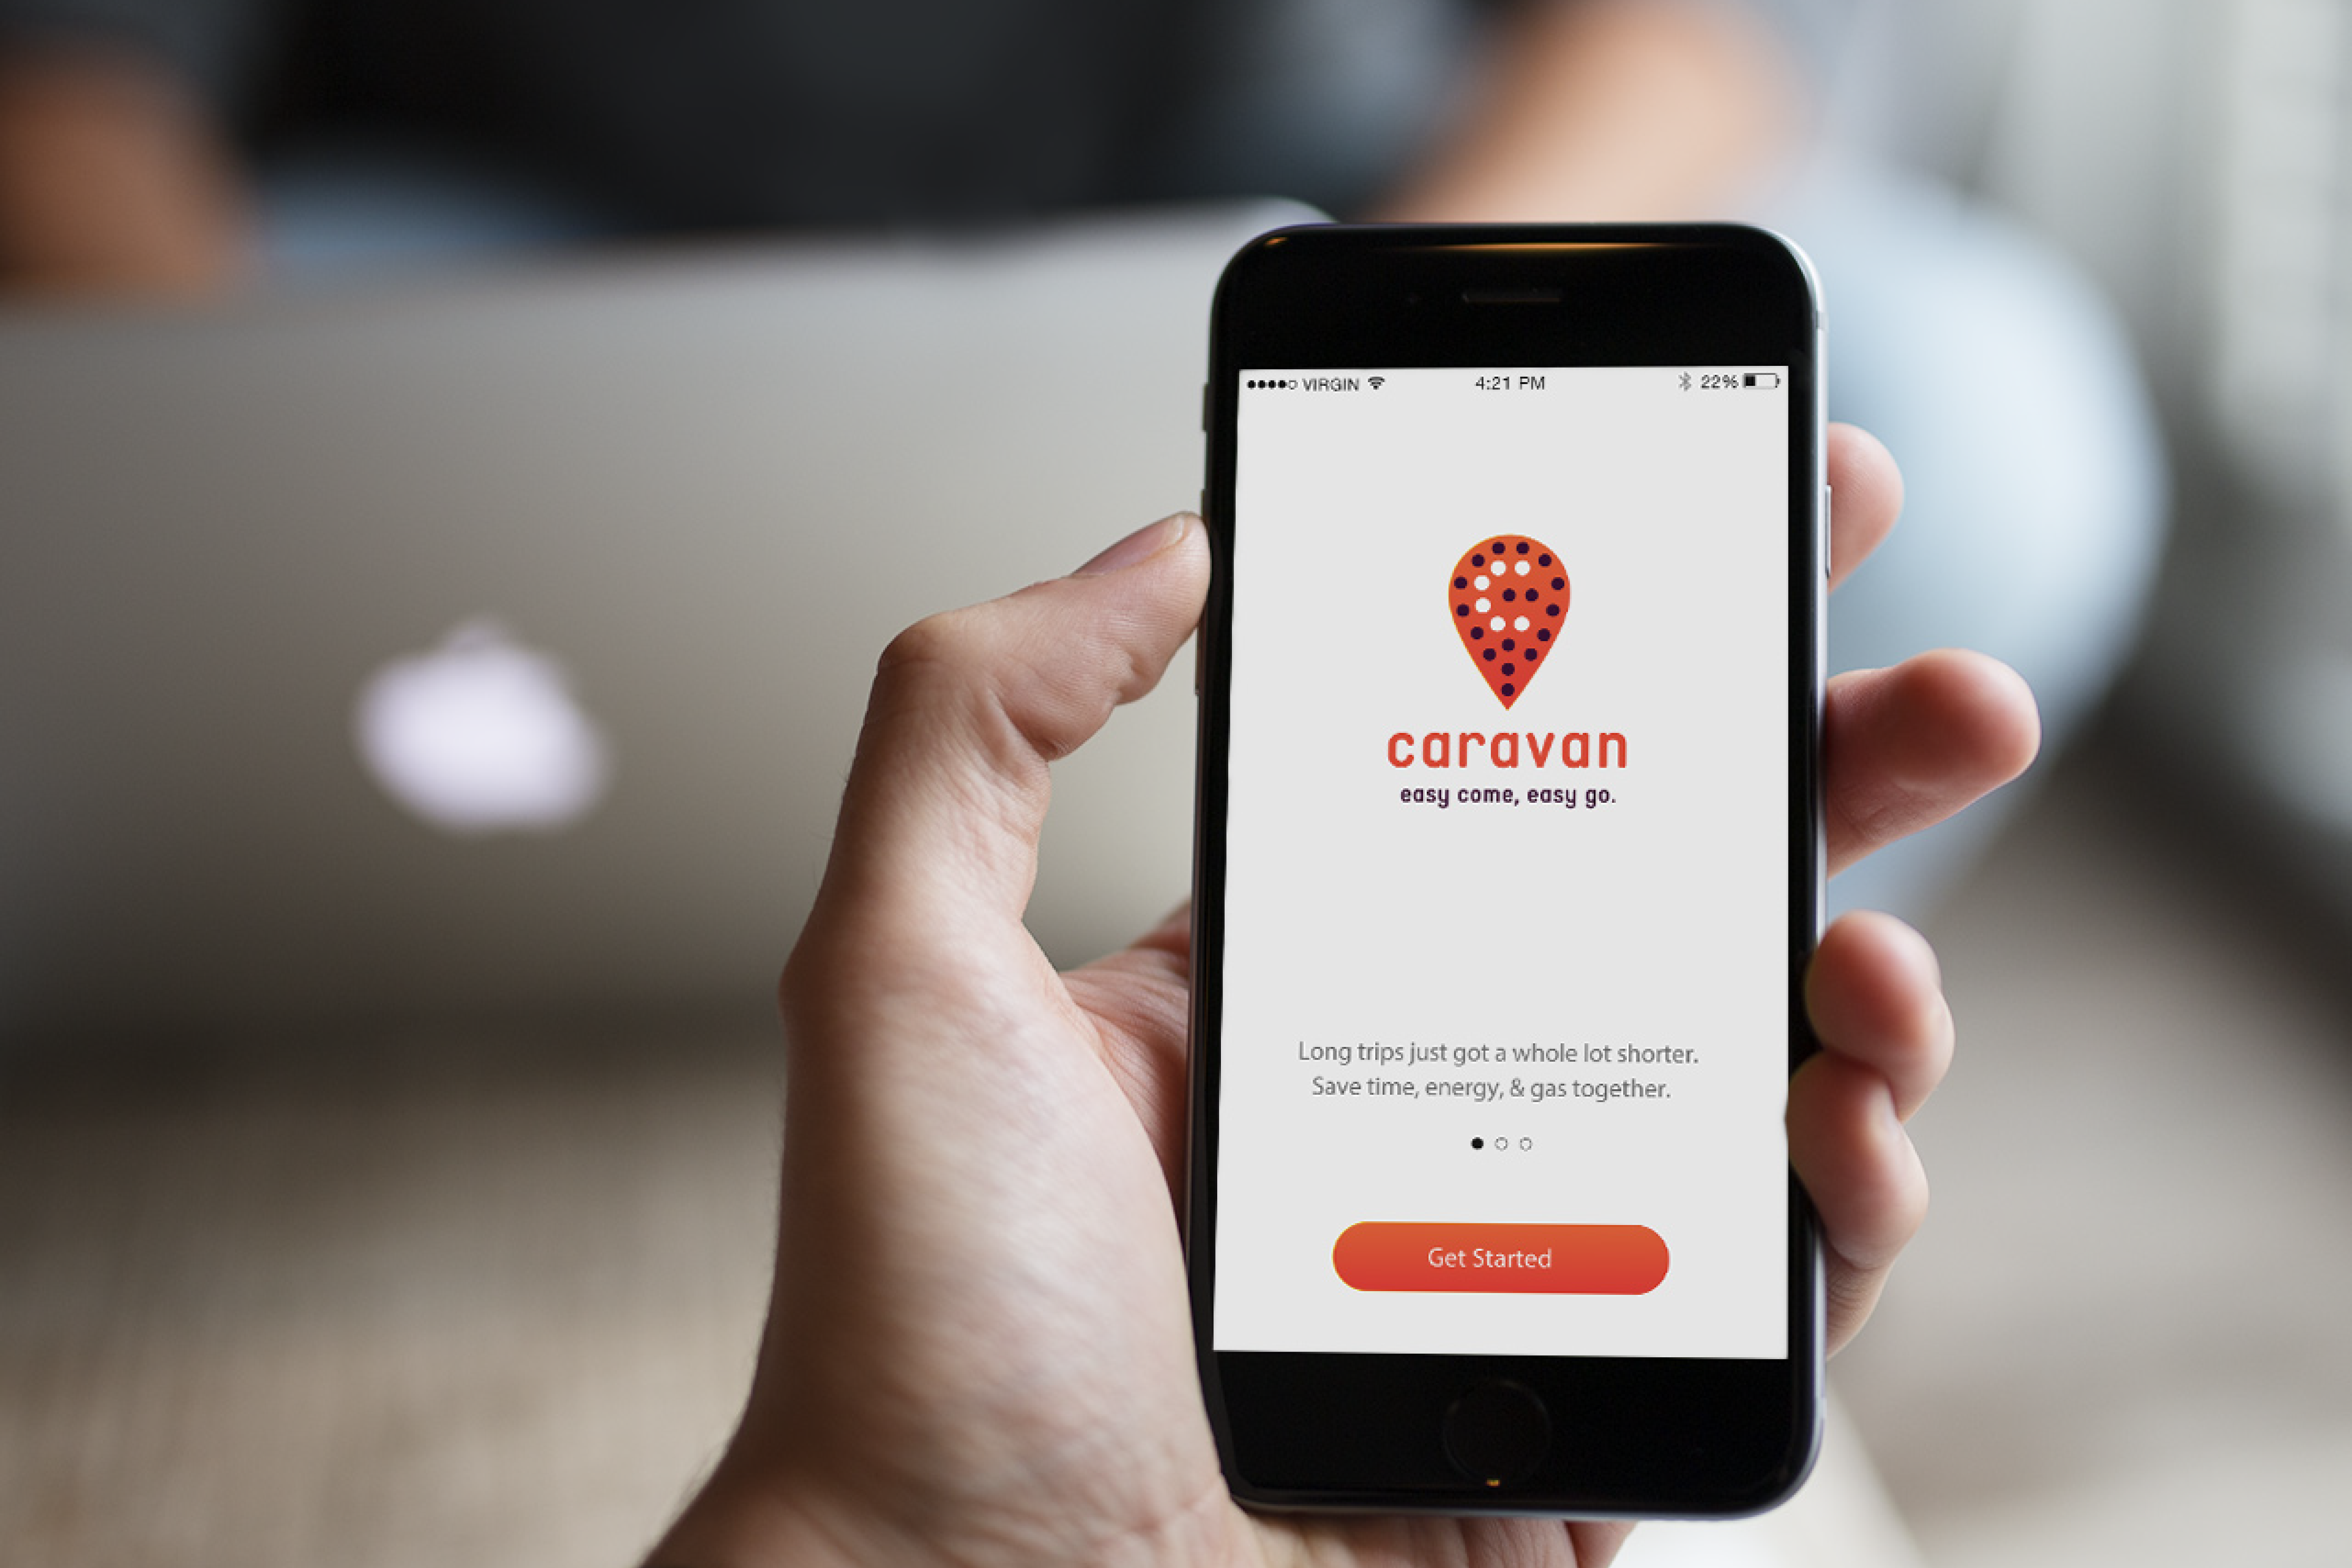 VIRGIN 4:21 PM 22%
caravan
easy come, easy go.
Long trips just got a whole lot shorter.
Save time, energy, & gas together.
Get Started